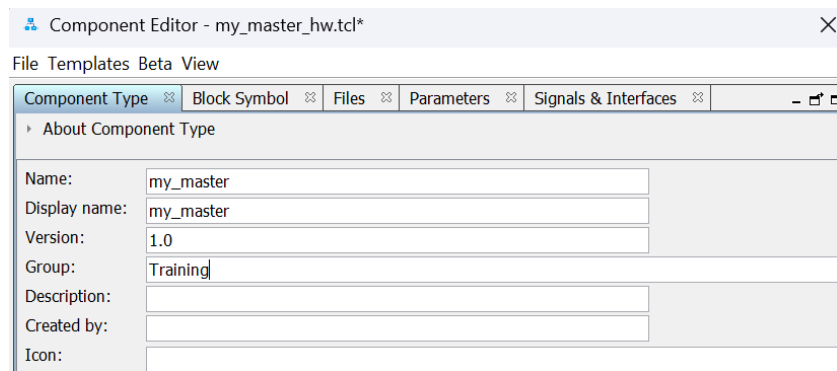 Component Editor - my_master_hw.tcl*
File Templates Beta View
Component Type Block Symbol Files Parameters Signals & Interfaces
About Component Type
Name: my_master
Display name: my_master
Version: 1.0
Group: Training
Description:
Created by:
Icon: